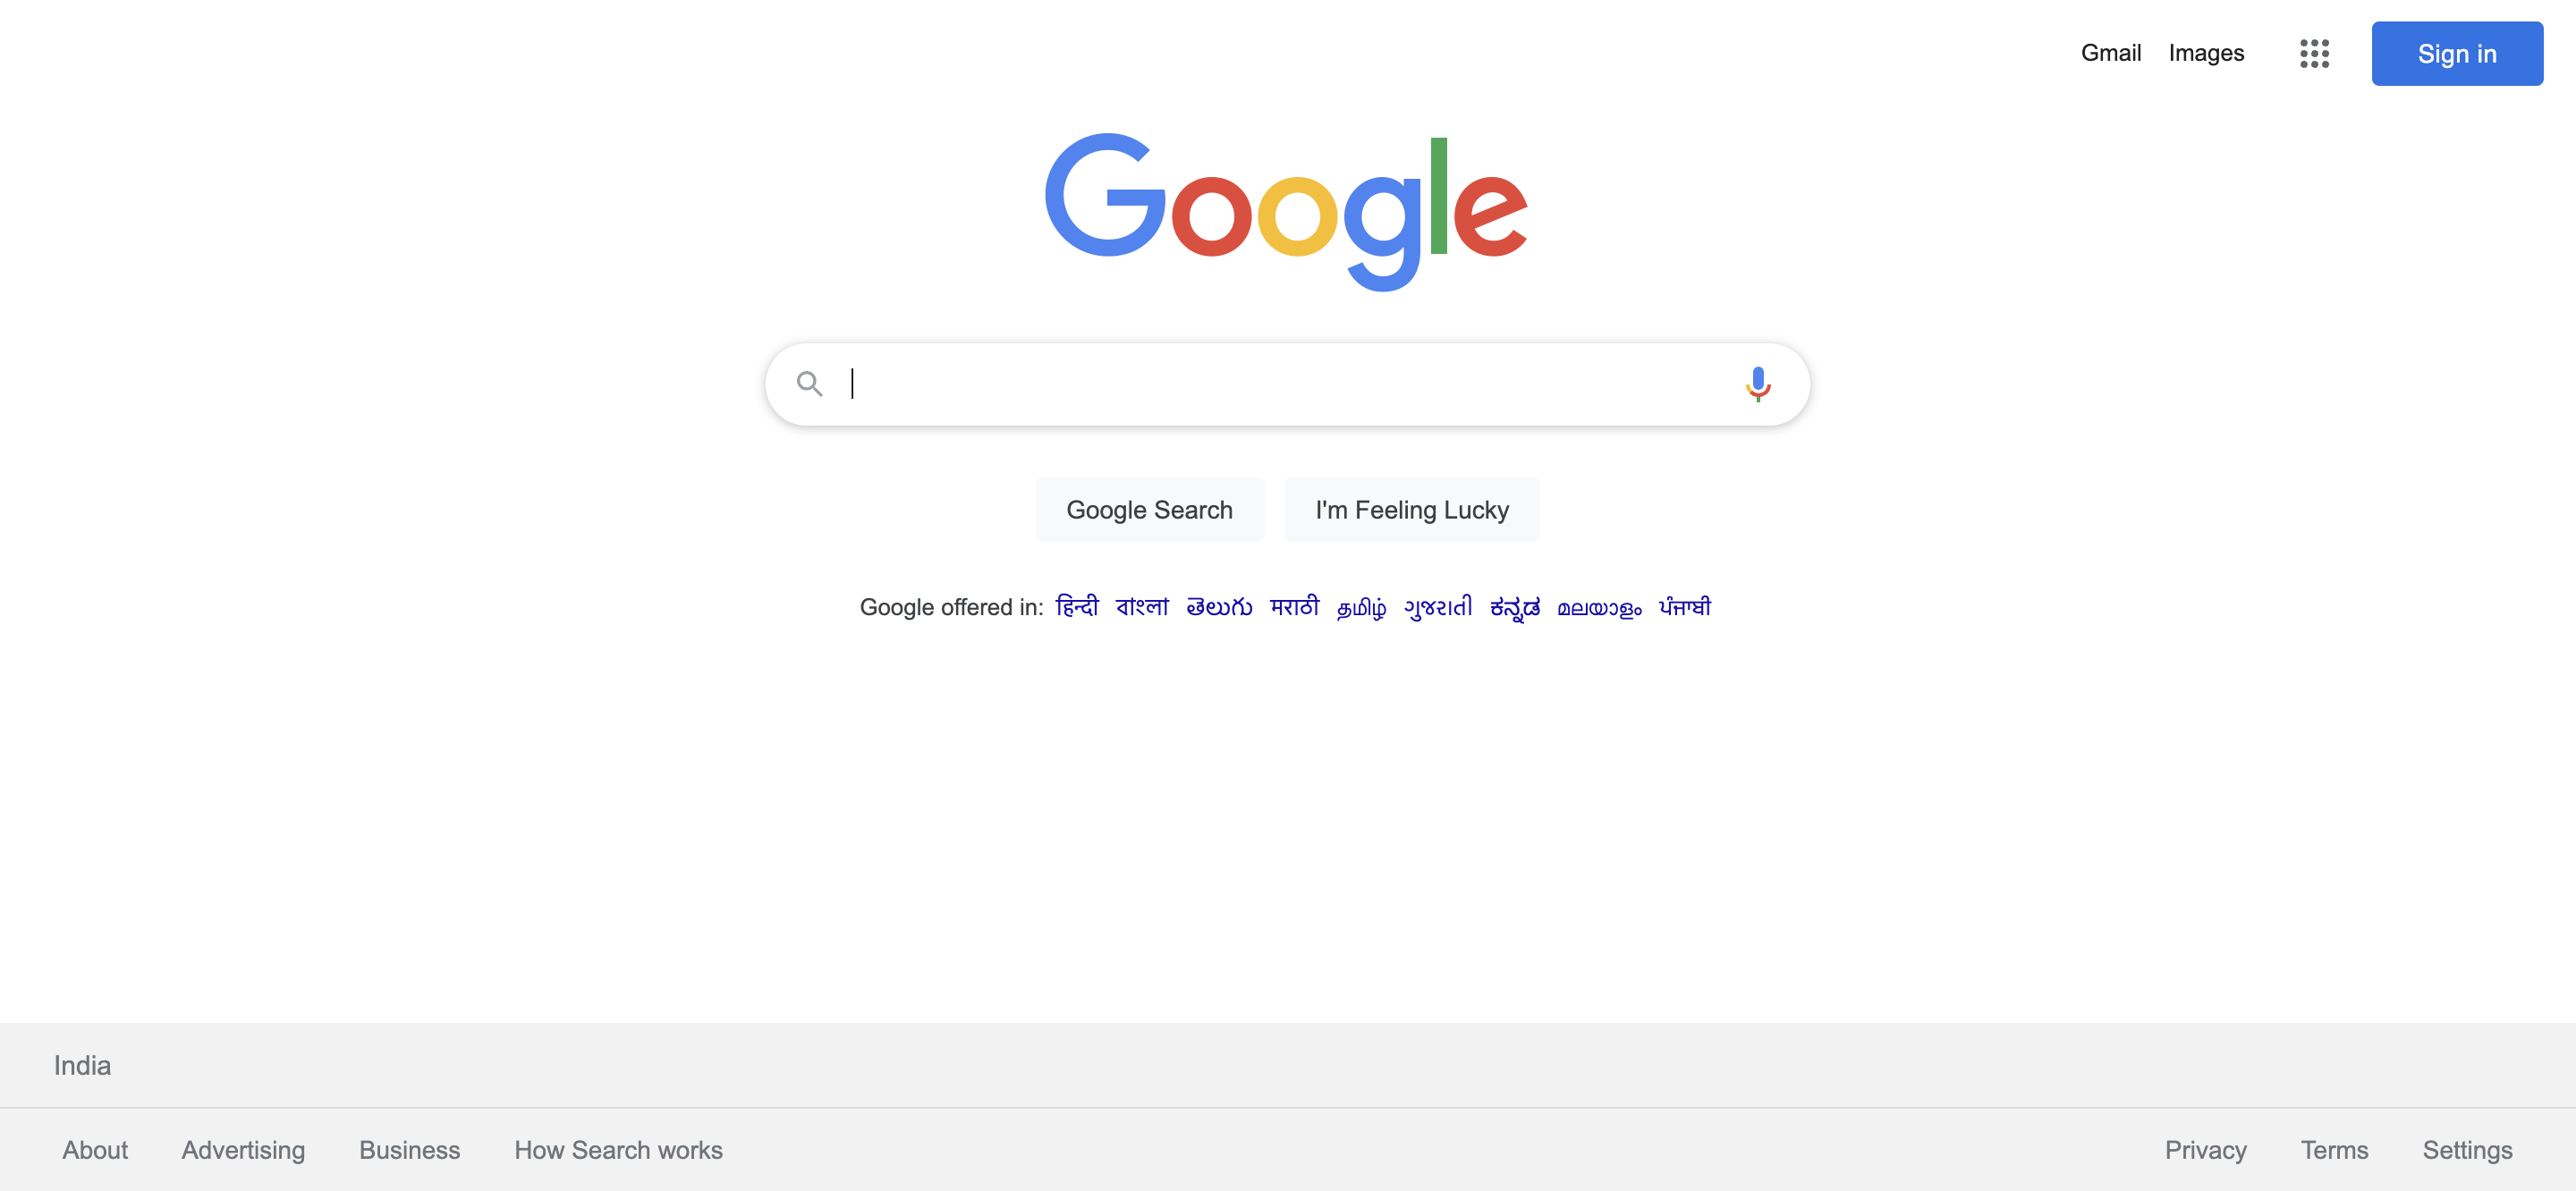 Gmail Images Sign in
Google
Google Search I'm Feeling Lucky
Google offered in: हिन्दी বাংলা తెలుగు मराठी தமிழ் ગુજરાતી ಕನ್ನಡ മലയാളം ਪੰਜਾਬੀ
India
About Advertising Business How Search works Privacy Terms Settings